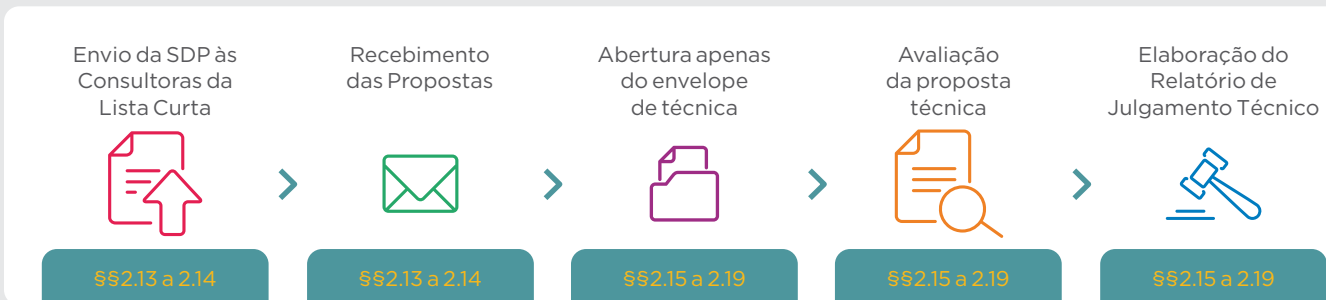 Envio da SDP às
Consultoras da
Lista Curta
Recebimento
das Propostas
Abertura apenas
do envelope
de técnica
Avaliação
da proposta
técnica
Elaboração do
Relatório de
Julgamento Técnico
§§2.13 a 2.14
§§2.13 a 2.14
§§2.15 a 2.19
§§2.15 a 2.19
§§2.15 a 2.19